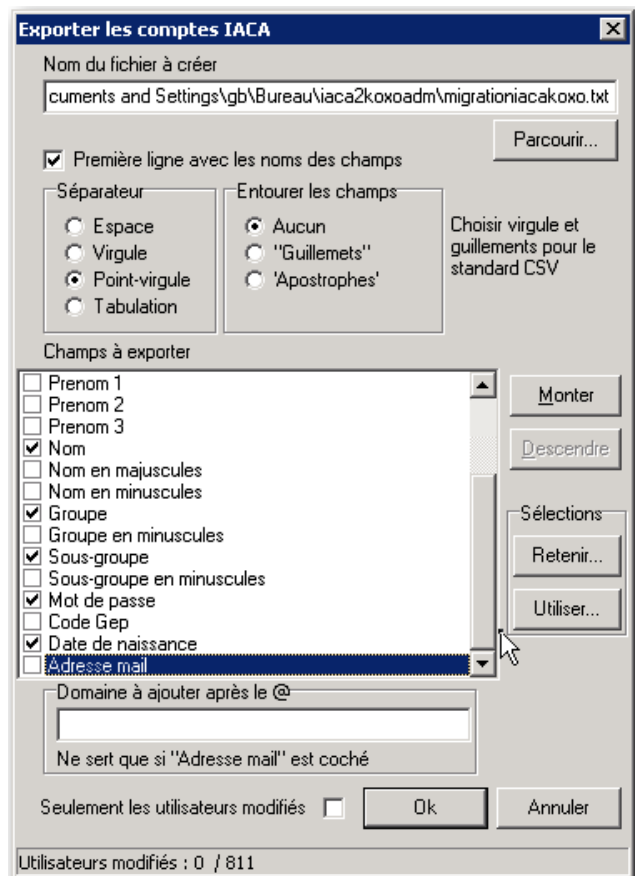 Exporter les comptes IACA
Nom du fichier à créer
cuments and Settings\gb\Bureau\iaca2koxoadm\migrationiacakoxo.txt
Parcourir...
Première ligne avec les noms des champs
Séparateur
Espace
Virgule
Point-virgule
Tabulation
Entourer les champs
Aucun
"Guillemets"
'Apostrophes'
Choisir virgule et
guillements pour le
standard CSV
Champs à exporter
Prenom 1
Prenom 2
Prenom 3
Nom
Nom en majuscules
Nom en minuscules
Groupe
Groupe en minuscules
Sous-groupe
Sous-groupe en minuscules
Mot de passe
Code Gep
Date de naissance
Adresse mail
Monter
Descendre
Sélections
Retenir...
Utiliser...
Domaine à ajouter après le @
Ne sert que si "Adresse mail" est coché
Seulement les utilisateurs modifiés
Ok
Annuler
Utilisateurs modifiés : 0 / 811